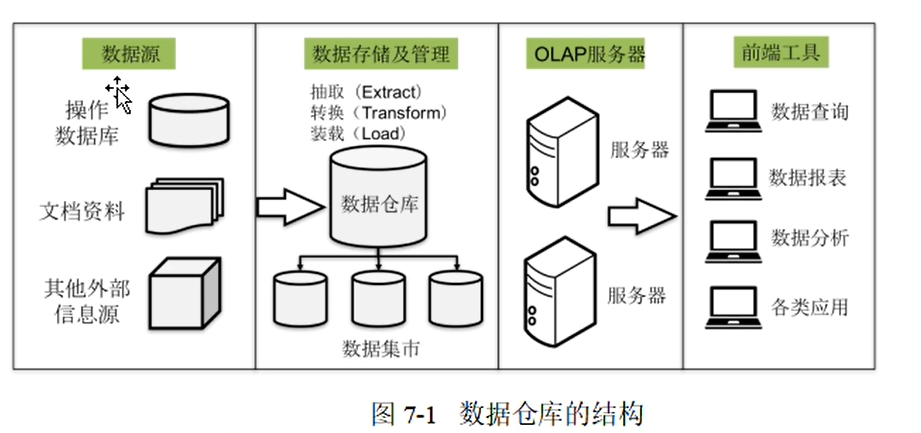 数据源
操作
数据库
文档资料
其他外部
信息源
数据存储及管理
抽取（Extract）
转换（Transform）
装载（Load）
数据仓库
数据集市
OLAP服务器
服务器
服务器
前端工具
数据查询
数据报表
数据分析
各类应用
图 7-1 数据仓库的结构